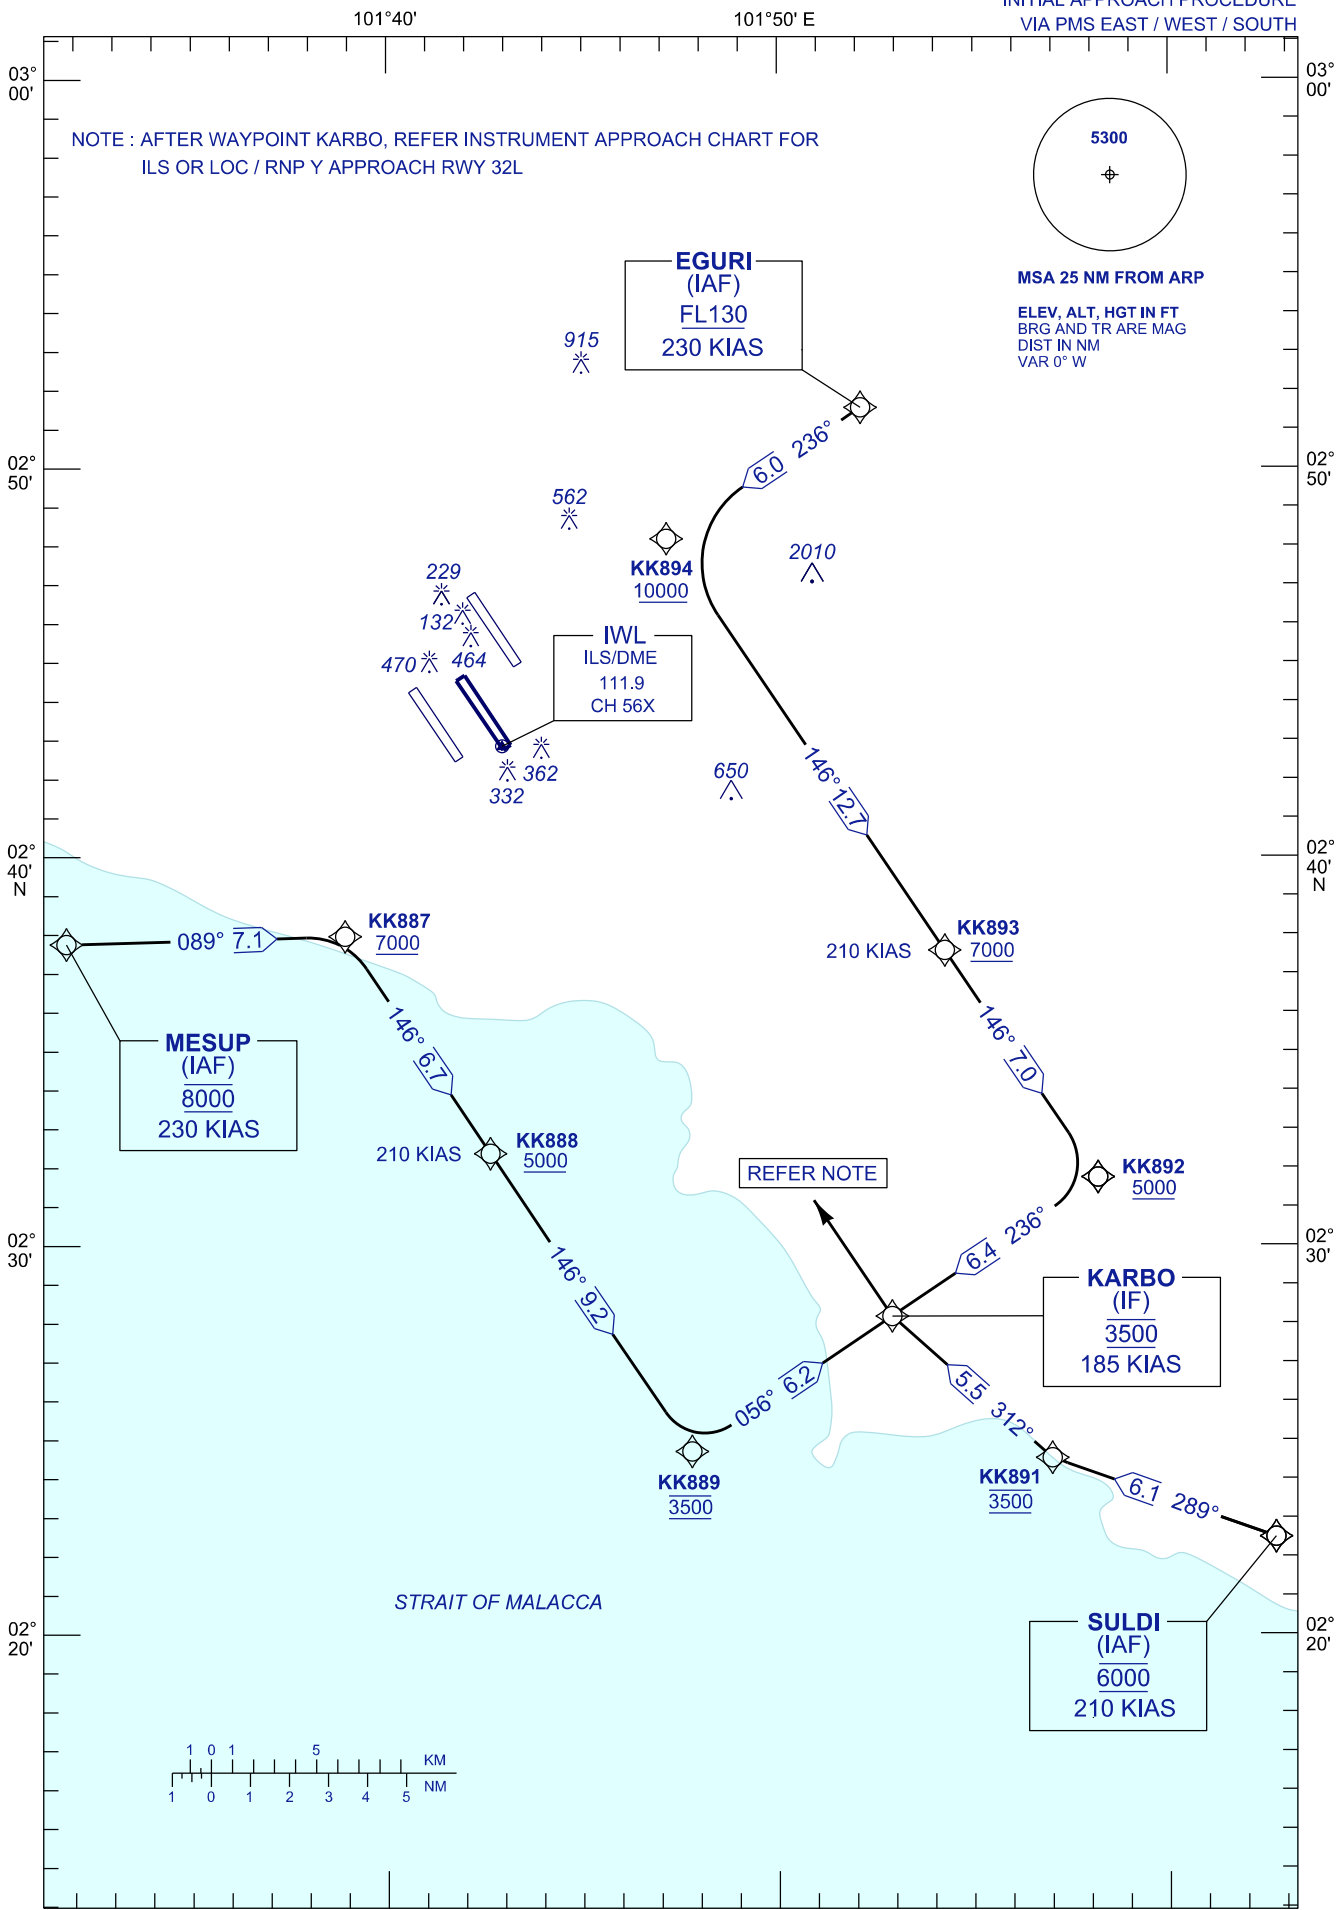 INITIAL APPROACH PROCEDURE
VIA PMS EAST / WEST / SOUTH
101°40'
101°50' E
03°
00'
03°
00'
NOTE : AFTER WAYPOINT KARBO, REFER INSTRUMENT APPROACH CHART FOR
ILS OR LOC / RNP Y APPROACH RWY 32L
5300
MSA 25 NM FROM ARP
ELEV, ALT, HGT IN FT
BRG AND TR ARE MAG
DIST IN NM
VAR 0° W
EGURI
(IAF)
FL130
230 KIAS
915
236°
6.0
02°
50'
02°
50'
562
KK894
10000
2010
229
132
464
470
IWL
ILS/DME
111.9
CH 56X
362
332
650
146° 12.7
02°
40'
N
02°
40'
N
KK887
7000
089° 7.1
KK893
7000
210 KIAS
146° 6.7
146° 7.0
MESUP
(IAF)
8000
230 KIAS
KK888
5000
210 KIAS
REFER NOTE
KK892
5000
6.4 236°
02°
30'
02°
30'
146° 9.2
KARBO
(IF)
3500
185 KIAS
056° 6.2
5.5 312°
KK889
3500
KK891
3500
6.1 289°
STRAIT OF MALACCA
SULDI
(IAF)
6000
210 KIAS
02°
20'
02°
20'
1 0 1 5 KM
1 0 1 2 3 4 5 NM